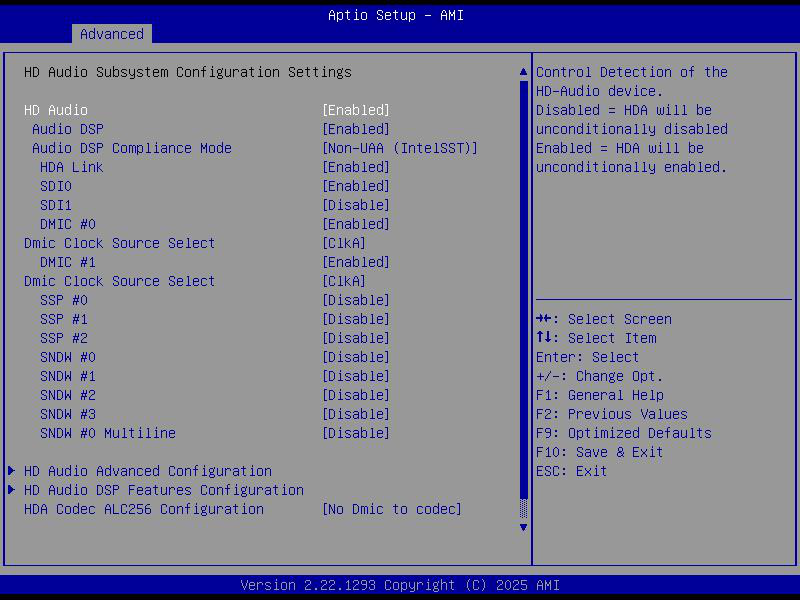 Aptio Setup - AMI
Advanced
HD Audio Subsystem Configuration Settings
HD Audio [Enabled]
Audio DSP [Enabled]
Audio DSP Compliance Mode [Non-UAA (IntelSST)]
HDA Link [Enabled]
SDI0 [Enabled]
SDI1 [Disable]
DMIC #0 [Enabled]
Dmic Clock Source Select [ClkA]
DMIC #1 [Enabled]
Dmic Clock Source Select [ClkA]
SSP #0 [Disable]
SSP #1 [Disable]
SSP #2 [Disable]
SNDW #0 [Disable]
SNDW #1 [Disable]
SNDW #2 [Disable]
SNDW #3 [Disable]
SNDW #0 Multiline [Disable]
HD Audio Advanced Configuration
HD Audio DSP Features Configuration
HDA Codec ALC256 Configuration [No Dmic to codec]
Control Detection of the
HD-Audio device.
Disabled = HDA will be
unconditionally disabled
Enabled = HDA will be
unconditionally enabled.
→←: Select Screen
↑↓: Select Item
Enter: Select
+/-: Change Opt.
F1: General Help
F2: Previous Values
F9: Optimized Defaults
F10: Save & Exit
ESC: Exit
Version 2.22.1293 Copyright (C) 2025 AMI